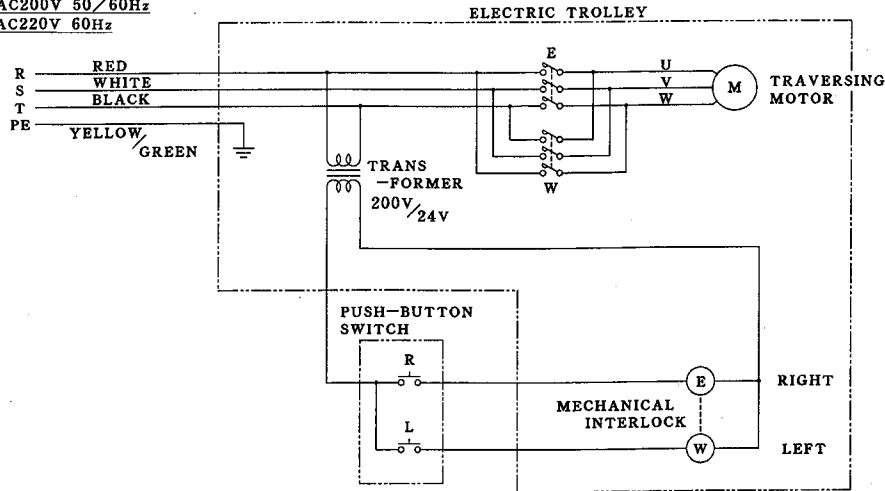 AC200V 50/60Hz
AC220V 60Hz
ELECTRIC TROLLEY
R
RED
S
WHITE
T
BLACK
PE
YELLOW/GREEN
E
U
V
W
M
TRAVERSING
MOTOR
W
TRANS
-FORMER
200V/24V
PUSH-BUTTON
SWITCH
R
E
RIGHT
MECHANICAL
INTERLOCK
L
W
LEFT